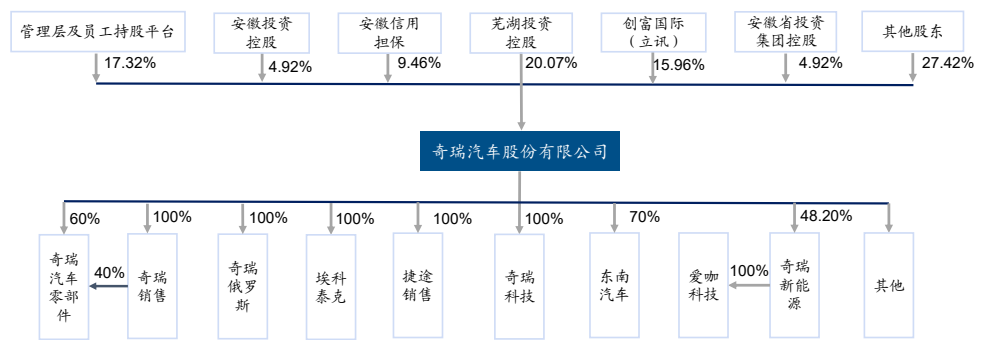 管理层及员工持股平台
安徽投资
控股
安徽信用
担保
芜湖投资
控股
创富国际
（立讯）
安徽省投资
集团控股
其他股东
17.32%
4.92%
9.46%
20.07%
15.96%
4.92%
27.42%
奇瑞汽车股份有限公司
60%
100%
100%
100%
100%
100%
70%
48.20%
奇瑞
汽车
零部
件
40%
奇瑞
销售
奇瑞
俄罗
斯
埃科
泰克
捷途
销售
奇瑞
科技
东南
汽车
爱咖
科技
100%
奇瑞
新能
源
其他